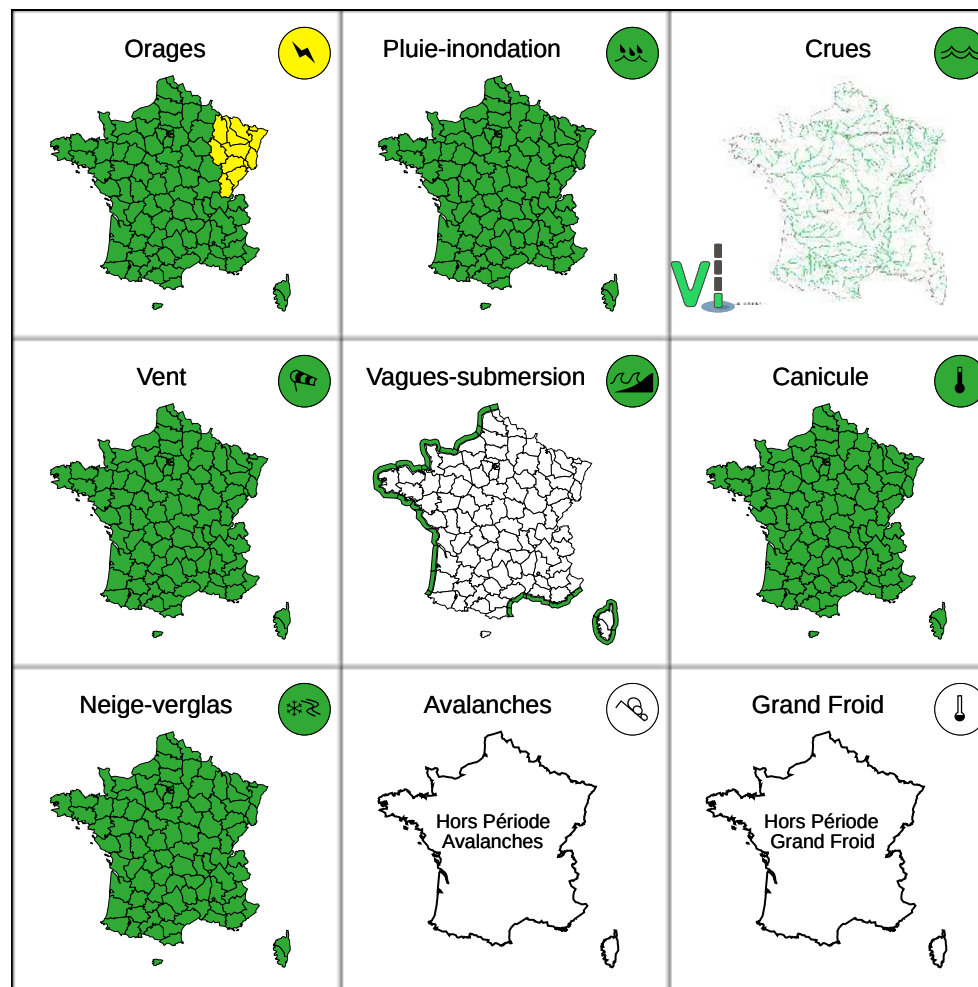 Orages
Pluie-inondation
Crues
Vent
Vagues-submersion
Canicule
Neige-verglas
Avalanches
Grand Froid
Hors Période
Avalanches
Hors Période
Grand Froid